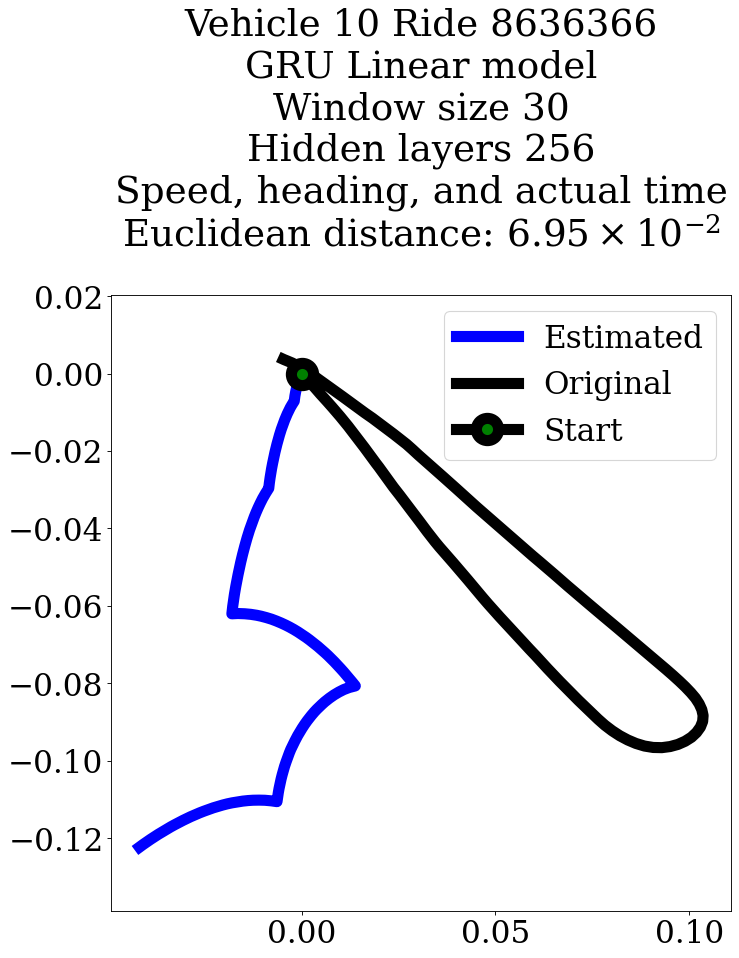 Vehicle 10 Ride 8636366
GRU Linear model
Window size 30
Hidden layers 256
Speed, heading, and actual time
Euclidean distance: 6.95 × 10⁻²
Estimated
Original
Start
0.02
0.00
−0.02
−0.04
−0.06
−0.08
−0.10
−0.12
0.00 0.05 0.10